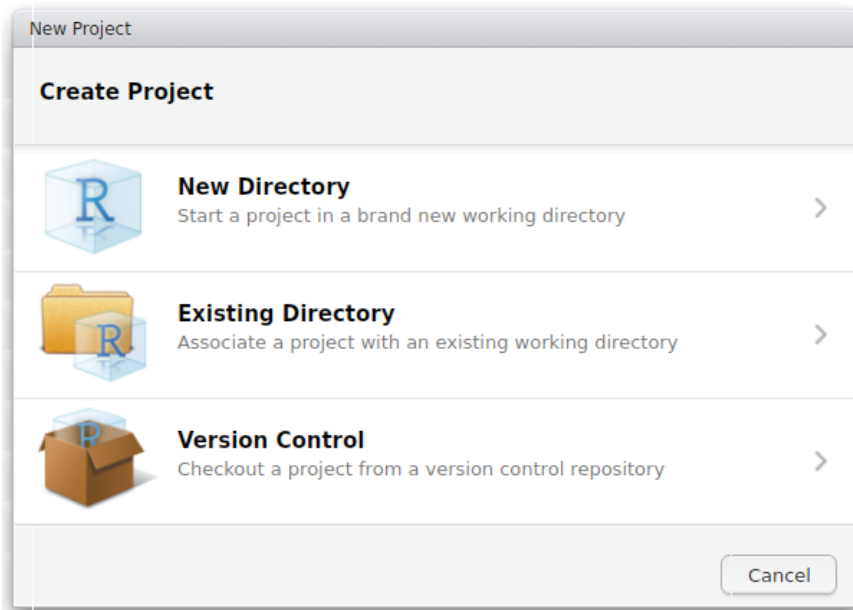 New Project
Create Project
R
New Directory
Start a project in a brand new working directory
R
Existing Directory
Associate a project with an existing working directory
R
Version Control
Checkout a project from a version control repository
Cancel